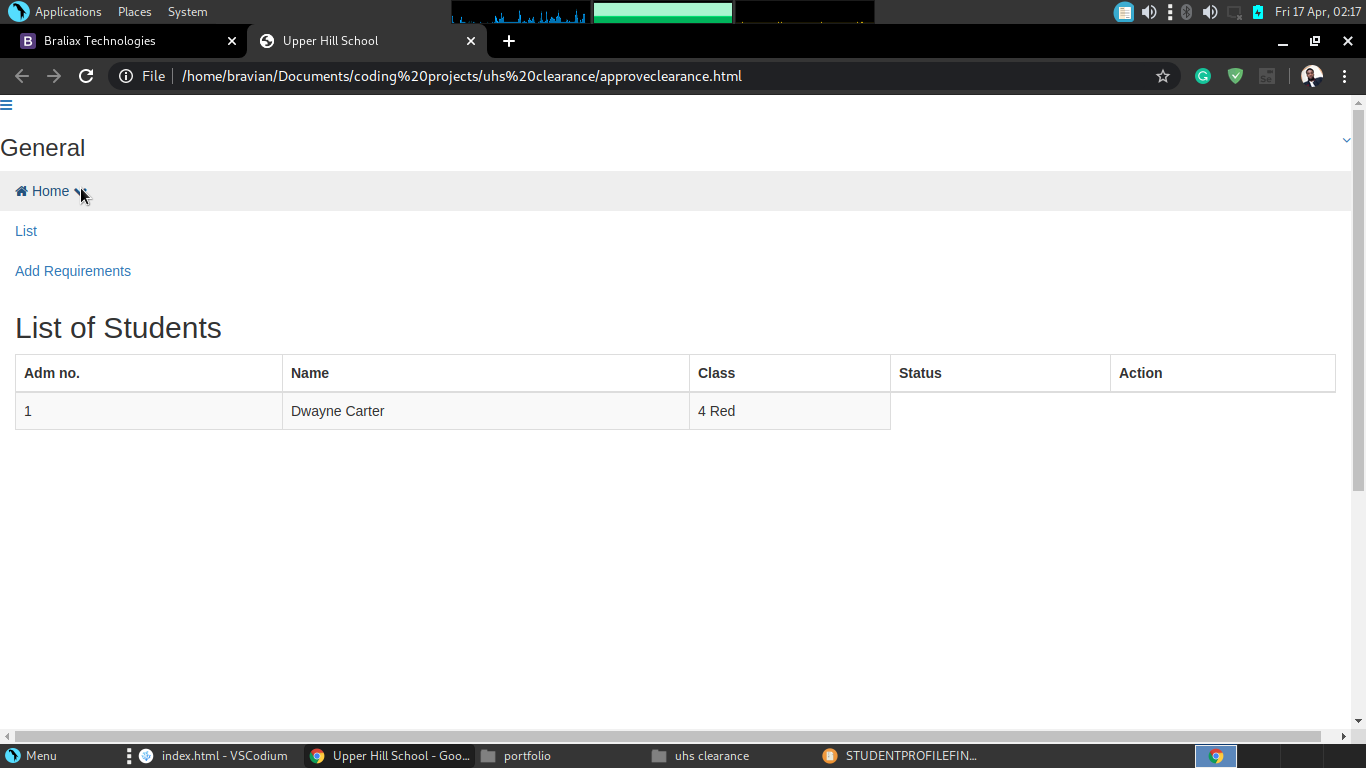 Applications Places System Fri 17 Apr, 02:17
Braliax Technologies Upper Hill School
File /home/bravian/Documents/coding%20projects/uhs%20clearance/approveclearance.html
General
Home
List
Add Requirements
List of Students
Adm no. Name Class Status Action
1 Dwayne Carter 4 Red
Menu index.html - VSCodium Upper Hill School - Goo... portfolio uhs clearance STUDENTPROFILEFIN...